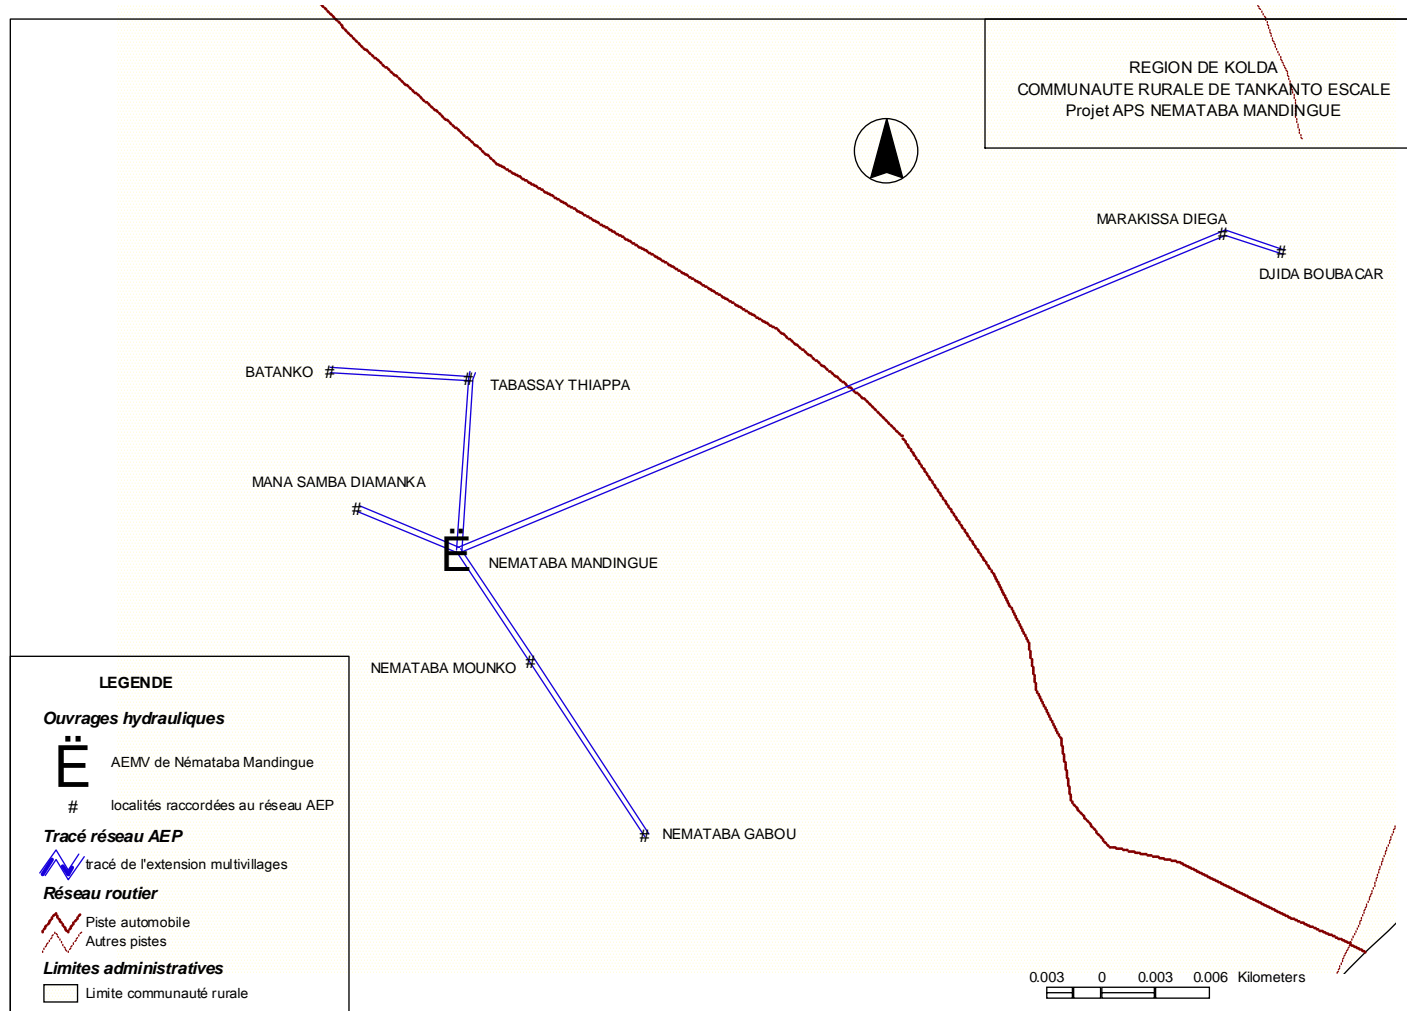 REGION DE KOLDA
COMMUNAUTE RURALE DE TANKANTO ESCALE
Projet APS NEMATABA MANDINGUE
MARAKISSA DIEGA
#
#
DJIDA BOUBACAR
BATANKO #
# TABASSAY THIAPPA
MANA SAMBA DIAMANKA
#
Ë NEMATABA MANDINGUE
NEMATABA MOUNKO #
# NEMATABA GABOU
LEGENDE
Ouvrages hydrauliques
Ë AEMV de Némataba Mandingue
# localités raccordées au réseau AEP
Tracé réseau AEP
tracé de l'extension multivillages
Réseau routier
Piste automobile
Autres pistes
Limites administratives
Limite communauté rurale
0.003 0 0.003 0.006 Kilometers